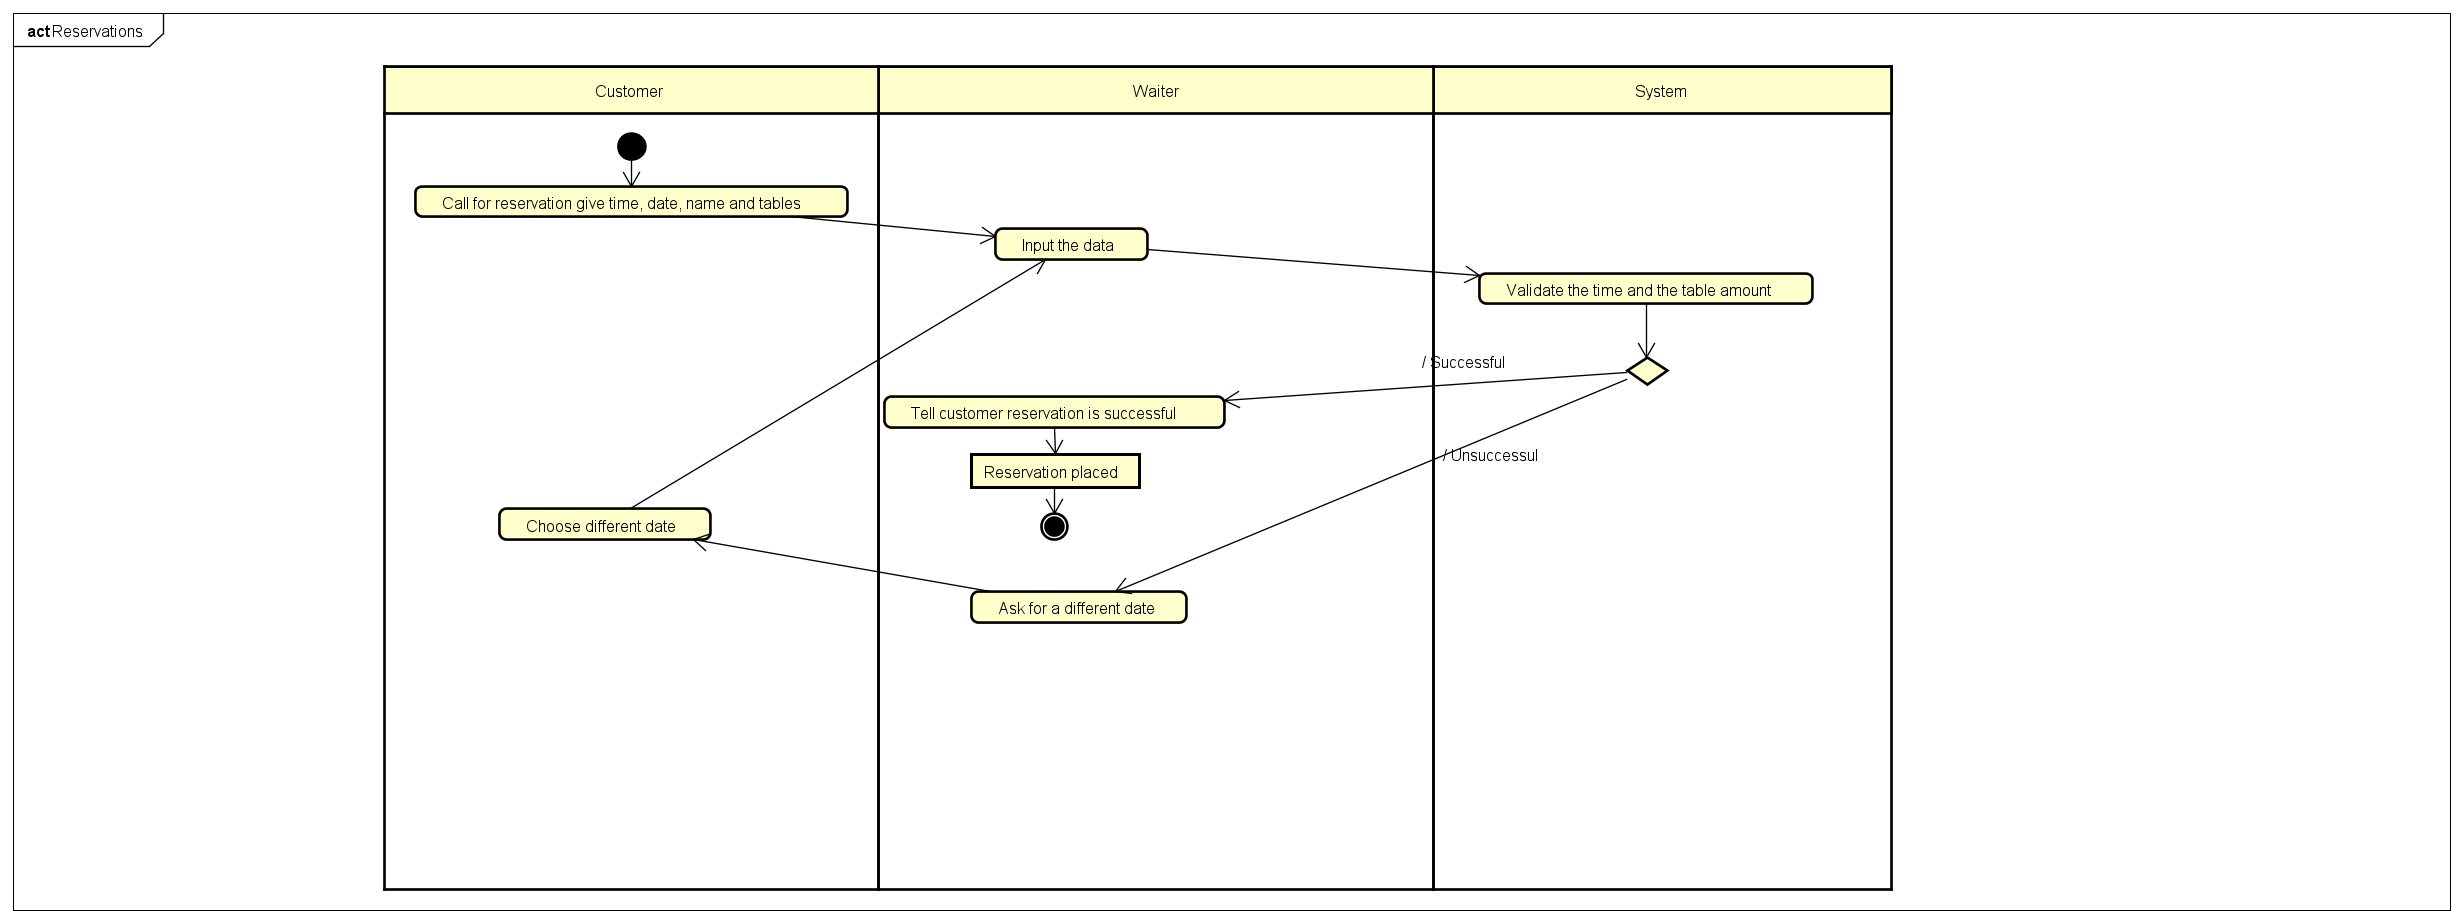 act Reservations
Customer
Waiter
System
Call for reservation give time, date, name and tables
Input the data
Validate the time and the table amount
/ Successful
Tell customer reservation is successful
/ Unsuccessul
Reservation placed
Choose different date
Ask for a different date